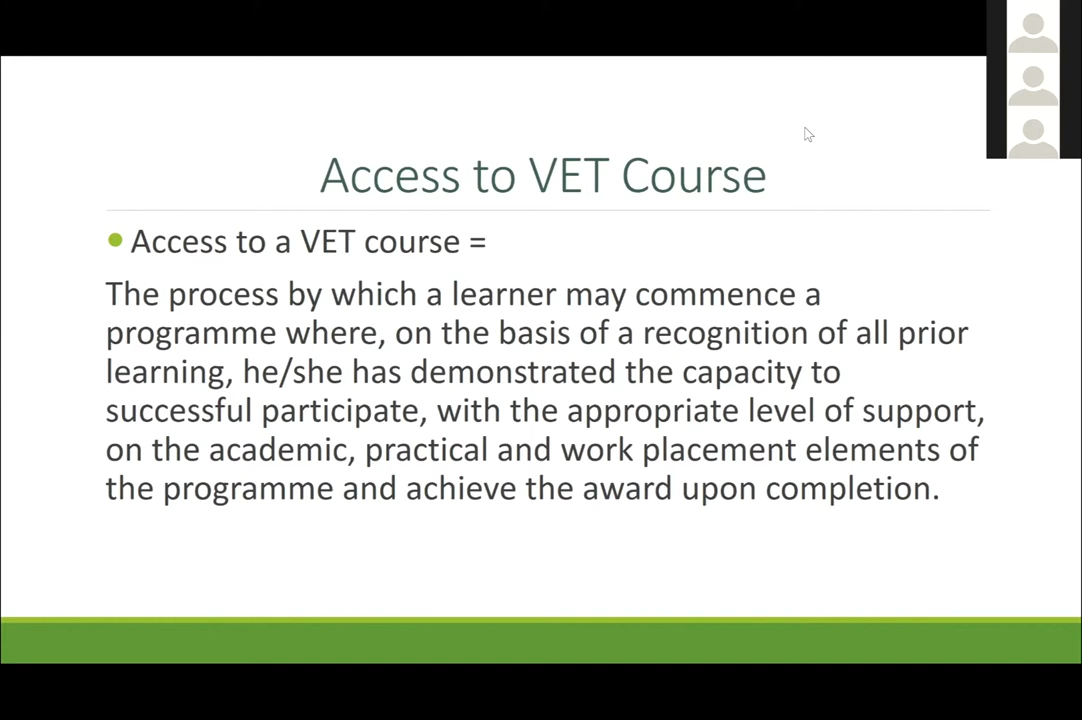 Access to VET Course
Access to a VET course =
The process by which a learner may commence a
programme where, on the basis of a recognition of all prior
learning, he/she has demonstrated the capacity to
successful participate, with the appropriate level of support,
on the academic, practical and work placement elements of
the programme and achieve the award upon completion.